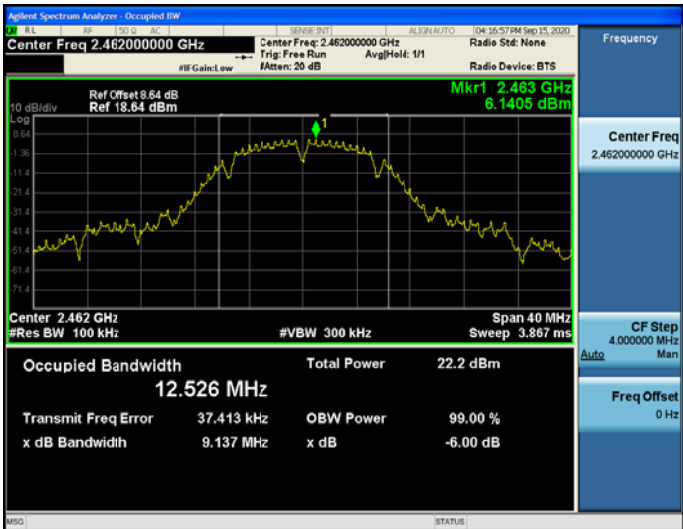 Agilent Spectrum Analyzer - Occupied BW
RL RF 50 Ω AC SENSE:INT ALIGN AUTO 04:16:57 PM Sep 15, 2020
Center Freq 2.462000000 GHz
Center Freq: 2.462000000 GHz
Radio Std: None
Trig: Free Run Avg|Hold: 1/1
#IFGain:Low #Atten: 20 dB Radio Device: BTS
Frequency
Ref Offset 8.64 dB
10 dB/div Ref 18.64 dBm
Mkr1 2.463 GHz
6.1405 dBm
Log
8.64
-1.36
-11.4
-21.4
-31.4
-41.4
-51.4
-61.4
-71.4
1
Center 2.462 GHz Span 40 MHz
#Res BW 100 kHz #VBW 300 kHz Sweep 3.867 ms
Occupied Bandwidth Total Power 22.2 dBm
12.526 MHz
Transmit Freq Error 37.413 kHz OBW Power 99.00 %
x dB Bandwidth 9.137 MHz x dB -6.00 dB
Center Freq
2.462000000 GHz
CF Step
4.000000 MHz
Auto Man
Freq Offset
0 Hz
MSG STATUS